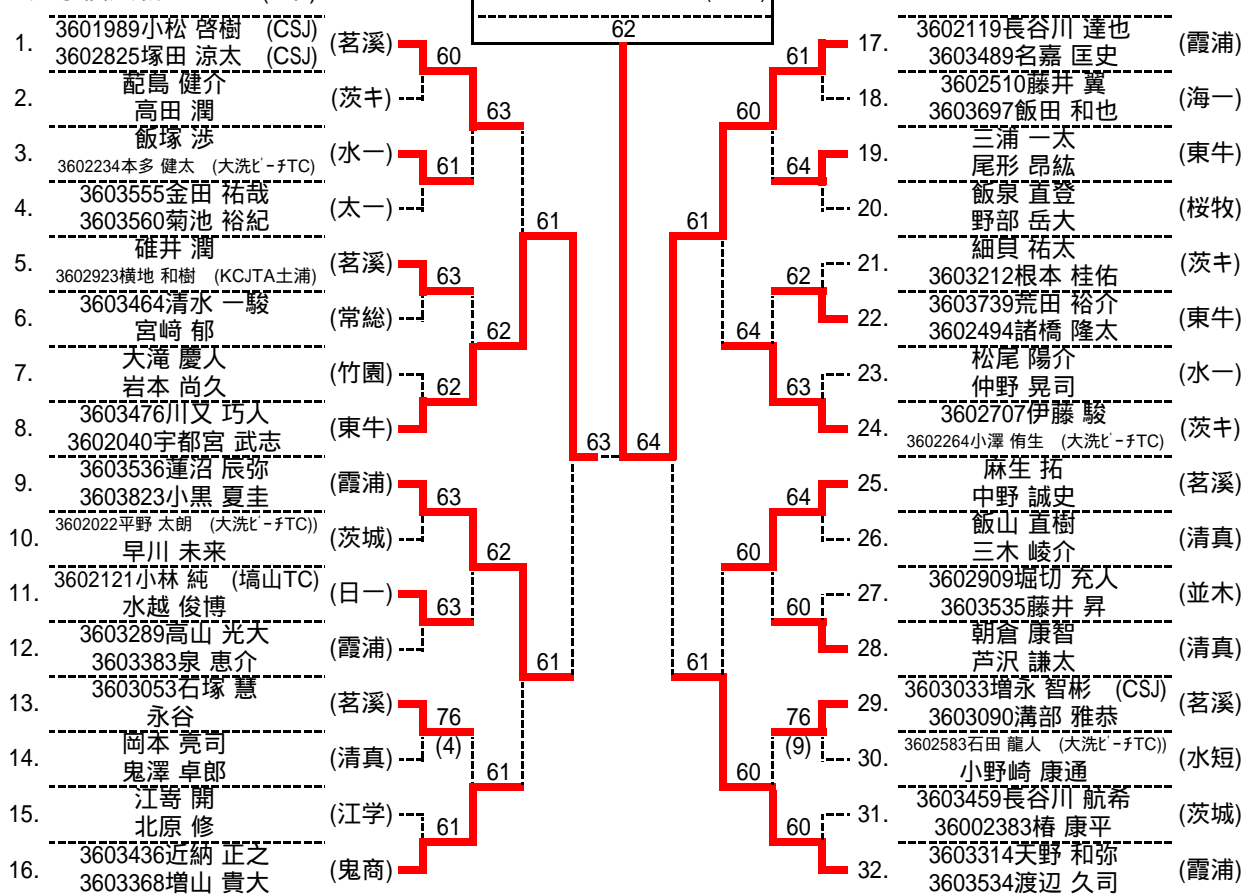 62
1.
3601989小松 啓樹 (CSJ)
3602825塚田 涼太 (CSJ)
(茗溪)
2.
蓜島 健介
高田 潤
(茨キ)
3.
飯塚 渉
3602234本多 健太 (大洗ビーチTC)
(水一)
4.
3603555金田 祐哉
3603560菊池 裕紀
(太一)
5.
碓井 潤
3602923横地 和樹 (KCJTA土浦)
(茗溪)
6.
3603464清水 一駿
宮﨑 郁
(常総)
7.
大滝 慶人
岩本 尚久
(竹園)
8.
3603476川又 巧人
3602040宇都宮 武志
(東牛)
9.
3603536蓮沼 辰弥
3603823小黒 夏圭
(霞浦)
10.
3602022平野 太朗 (大洗ビーチTC))
早川 未来
(茨城)
11.
3602121小林 純 (塙山TC)
水越 俊博
(日一)
12.
3603289高山 光大
3603383泉 恵介
(霞浦)
13.
3603053石塚 慧
永谷
(茗溪)
14.
岡本 亮司
鬼澤 卓郎
(清真)
15.
江嵜 開
北原 修
(江学)
16.
3603436近納 正之
3603368増山 貴大
(鬼商)
60
61
63
62
63
63
76
(4)
61
63
62
62
61
61
61
63
64
61
61
60
64
60
60
61
64
62
63
64
60
76
(9)
60
17.
3602119長谷川 達也
3603489名嘉 匡史
(霞浦)
18.
3602510藤井 翼
3603697飯田 和也
(海一)
19.
三浦 一太
尾形 昂紘
(東牛)
20.
飯泉 直登
野部 岳大
(桜牧)
21.
細貝 祐太
3603212根本 桂佑
(茨キ)
22.
3603739荒田 裕介
3602494諸橋 隆太
(東牛)
23.
松尾 陽介
仲野 晃司
(水一)
24.
3602707伊藤 駿
3602264小澤 侑生 (大洗ビーチTC)
(茨キ)
25.
麻生 拓
中野 誠史
(茗溪)
26.
飯山 直樹
三木 崚介
(清真)
27.
3602909堀切 充人
3603535藤井 昇
(並木)
28.
朝倉 康智
芦沢 謙太
(清真)
29.
3603033増永 智彬 (CSJ)
3603090溝部 雅恭
(茗溪)
30.
3602583石田 龍人 (大洗ビーチTC))
小野崎 康通
(水短)
31.
3603459長谷川 航希
36002383椿 康平
(茨城)
32.
3603314天野 和弥
3603534渡辺 久司
(霞浦)